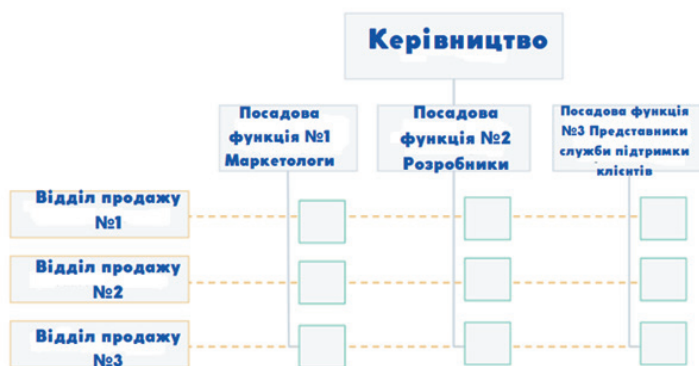 Керівництво
Посадова
функція №1
Маркетологи
Посадова
функція №2
Розробники
Посадова функція
№3 Представники
служби підтримки
клієнтів
Відділ продажу
№1
Відділ продажу
№2
Відділ продажу
№3